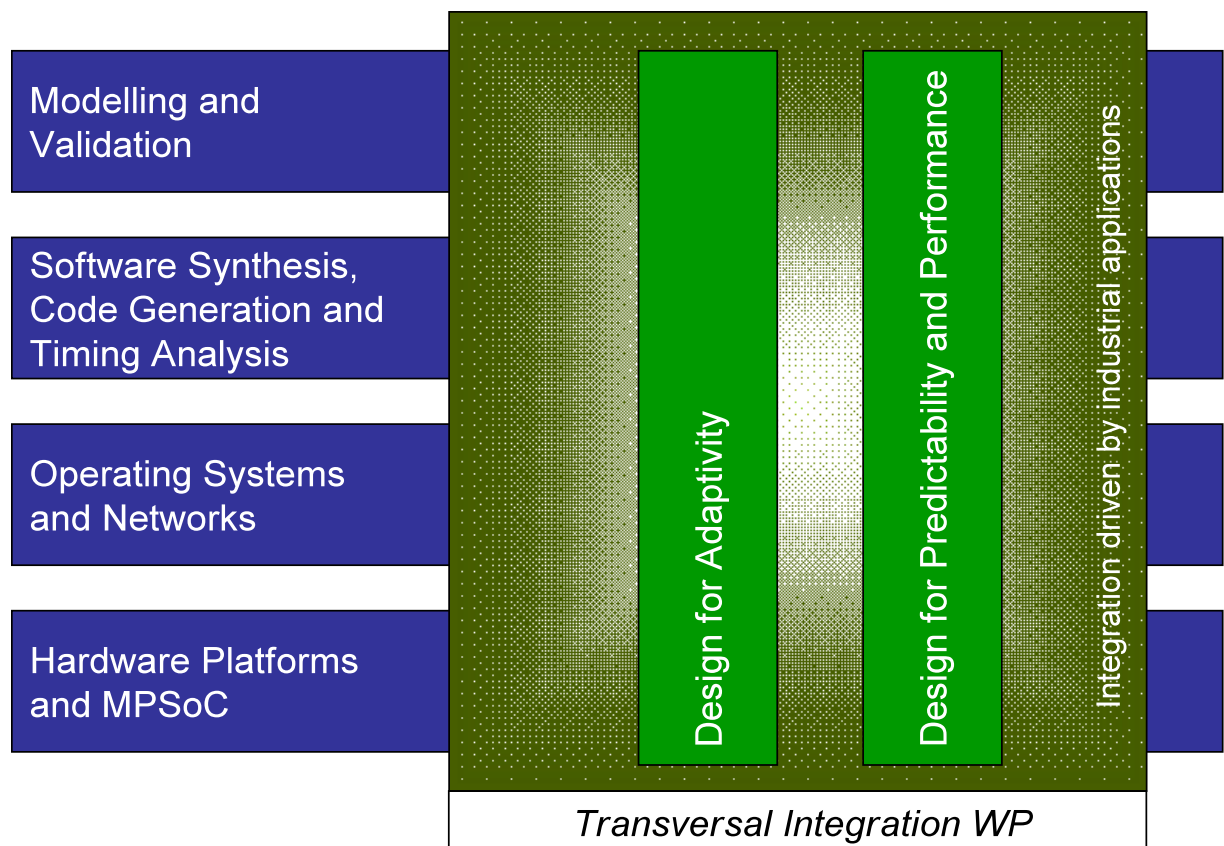 Modelling and
Validation
Software Synthesis,
Code Generation and
Timing Analysis
Operating Systems
and Networks
Hardware Platforms
and MPSoC
Design for Adaptivity
Design for Predictability and Performance
Integration driven by industrial applications
Transversal Integration WP